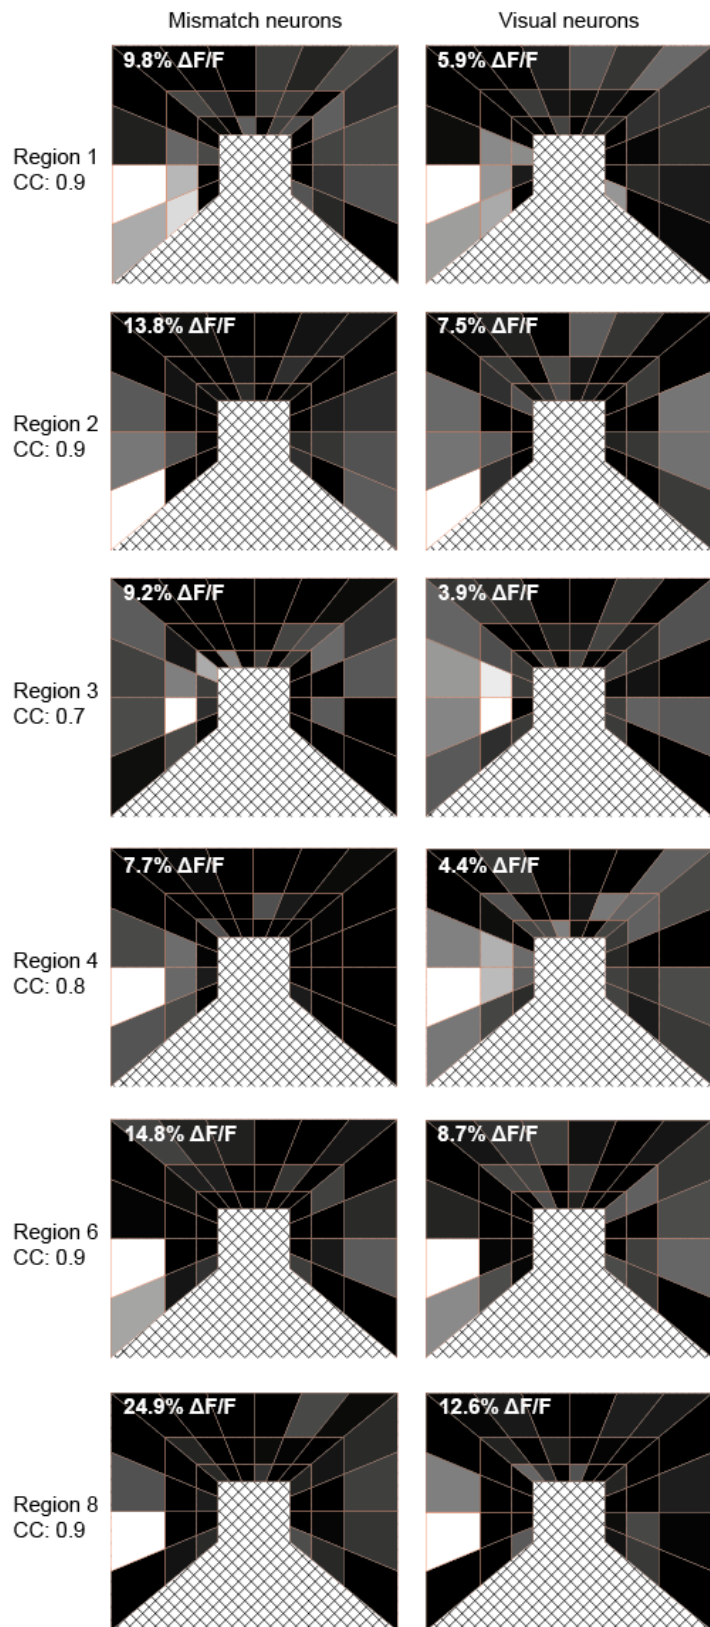 Mismatch neurons Visual neurons
9.8% ΔF/F 5.9% ΔF/F
Region 1
CC: 0.9
13.8% ΔF/F 7.5% ΔF/F
Region 2
CC: 0.9
9.2% ΔF/F 3.9% ΔF/F
Region 3
CC: 0.7
7.7% ΔF/F 4.4% ΔF/F
Region 4
CC: 0.8
14.8% ΔF/F 8.7% ΔF/F
Region 6
CC: 0.9
24.9% ΔF/F 12.6% ΔF/F
Region 8
CC: 0.9